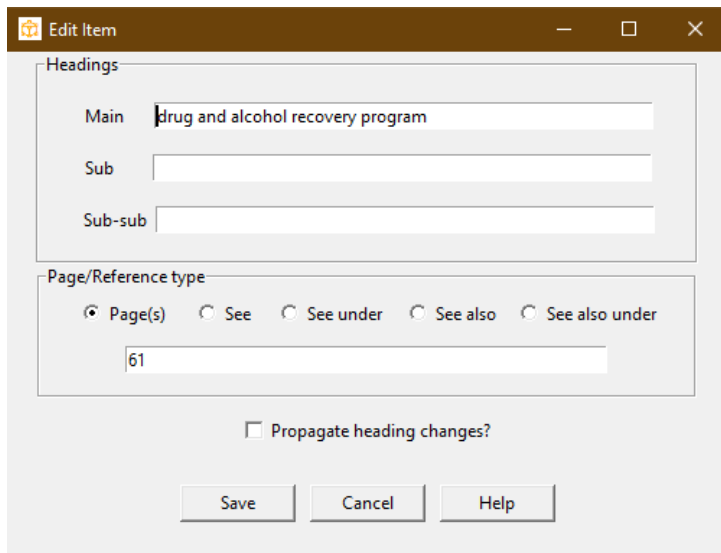 Edit Item
Headings
Main drug and alcohol recovery program
Sub
Sub-sub
Page/Reference type
Page(s) See See under See also See also under
61
Propagate heading changes?
Save Cancel Help